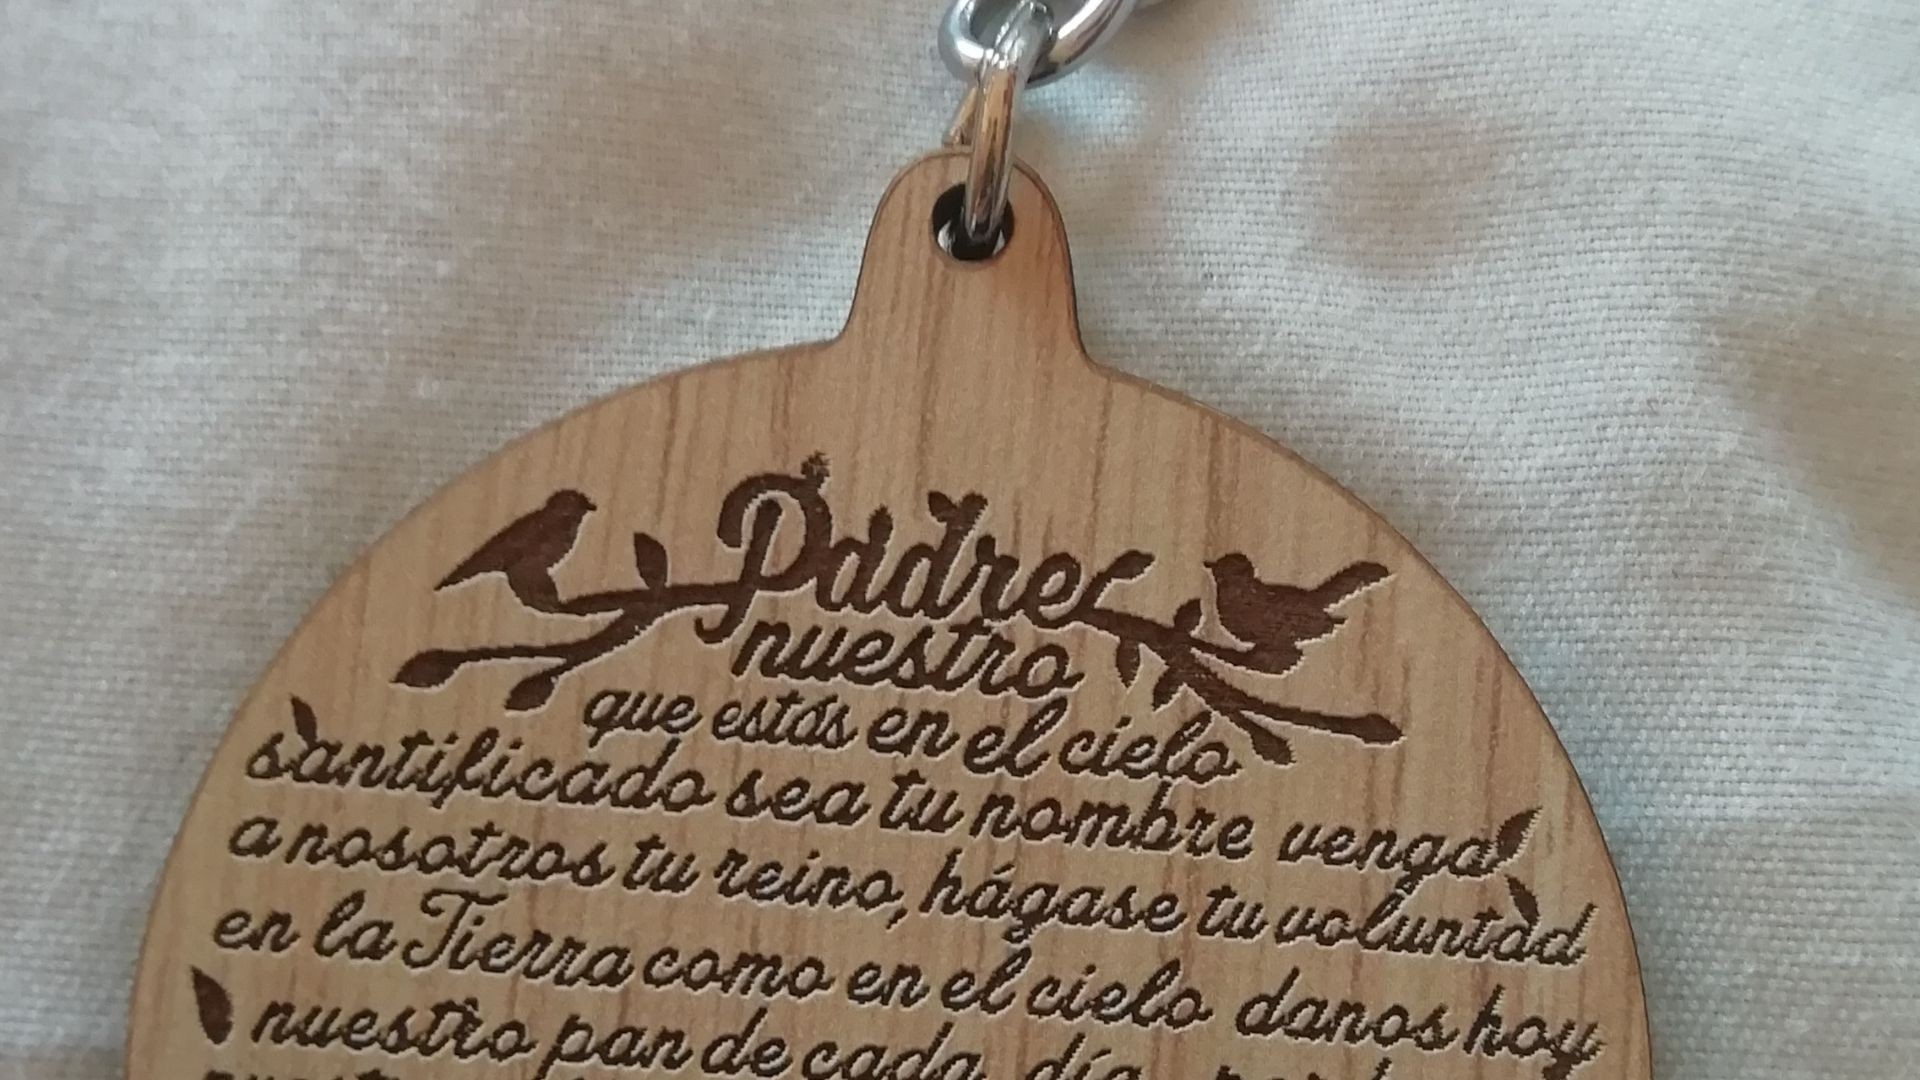 Padre
nuestro
que estás en el cielo
santificado sea tu nombre venga
a nosotros tu reino, hágase tu voluntad
en la Tierra como en el cielo danos hoy
nuestro pan de cada día